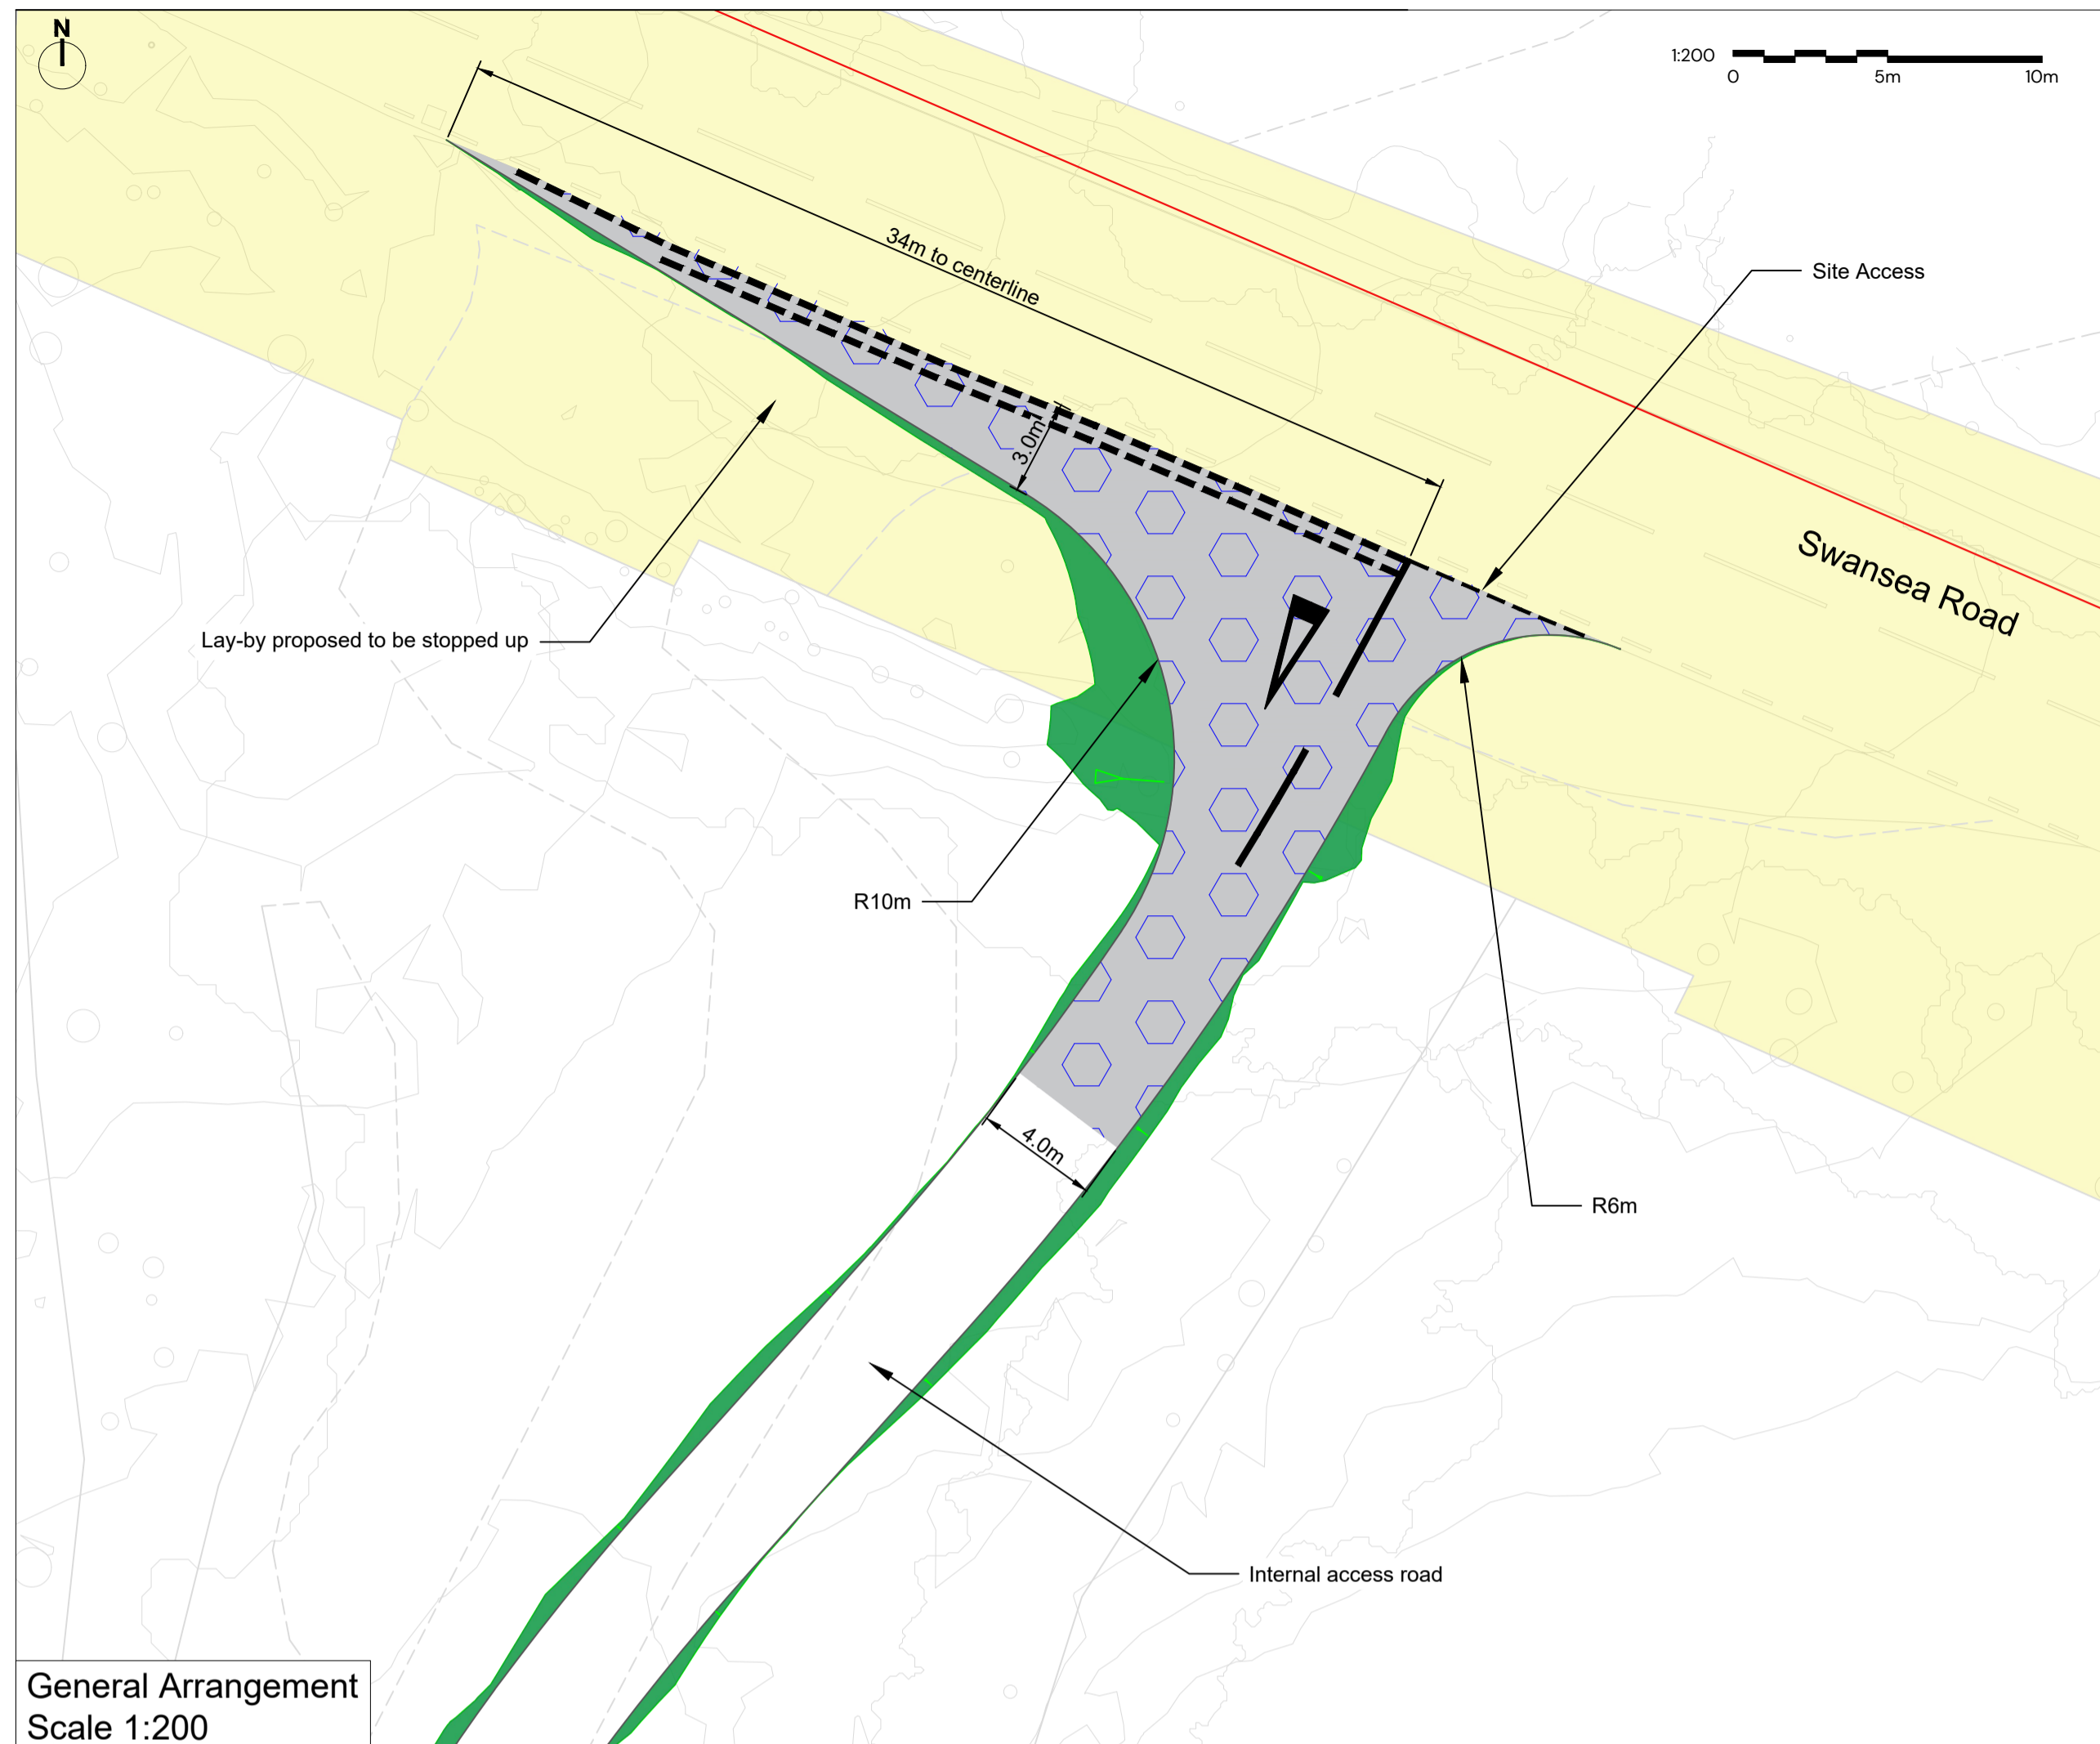 N
1:200
0 5m 10m
34m to centerline
Site Access
3.0m
Swansea Road
Lay-by proposed to be stopped up
R10m
4.0m
R6m
Internal access road
General Arrangement
Scale 1:200